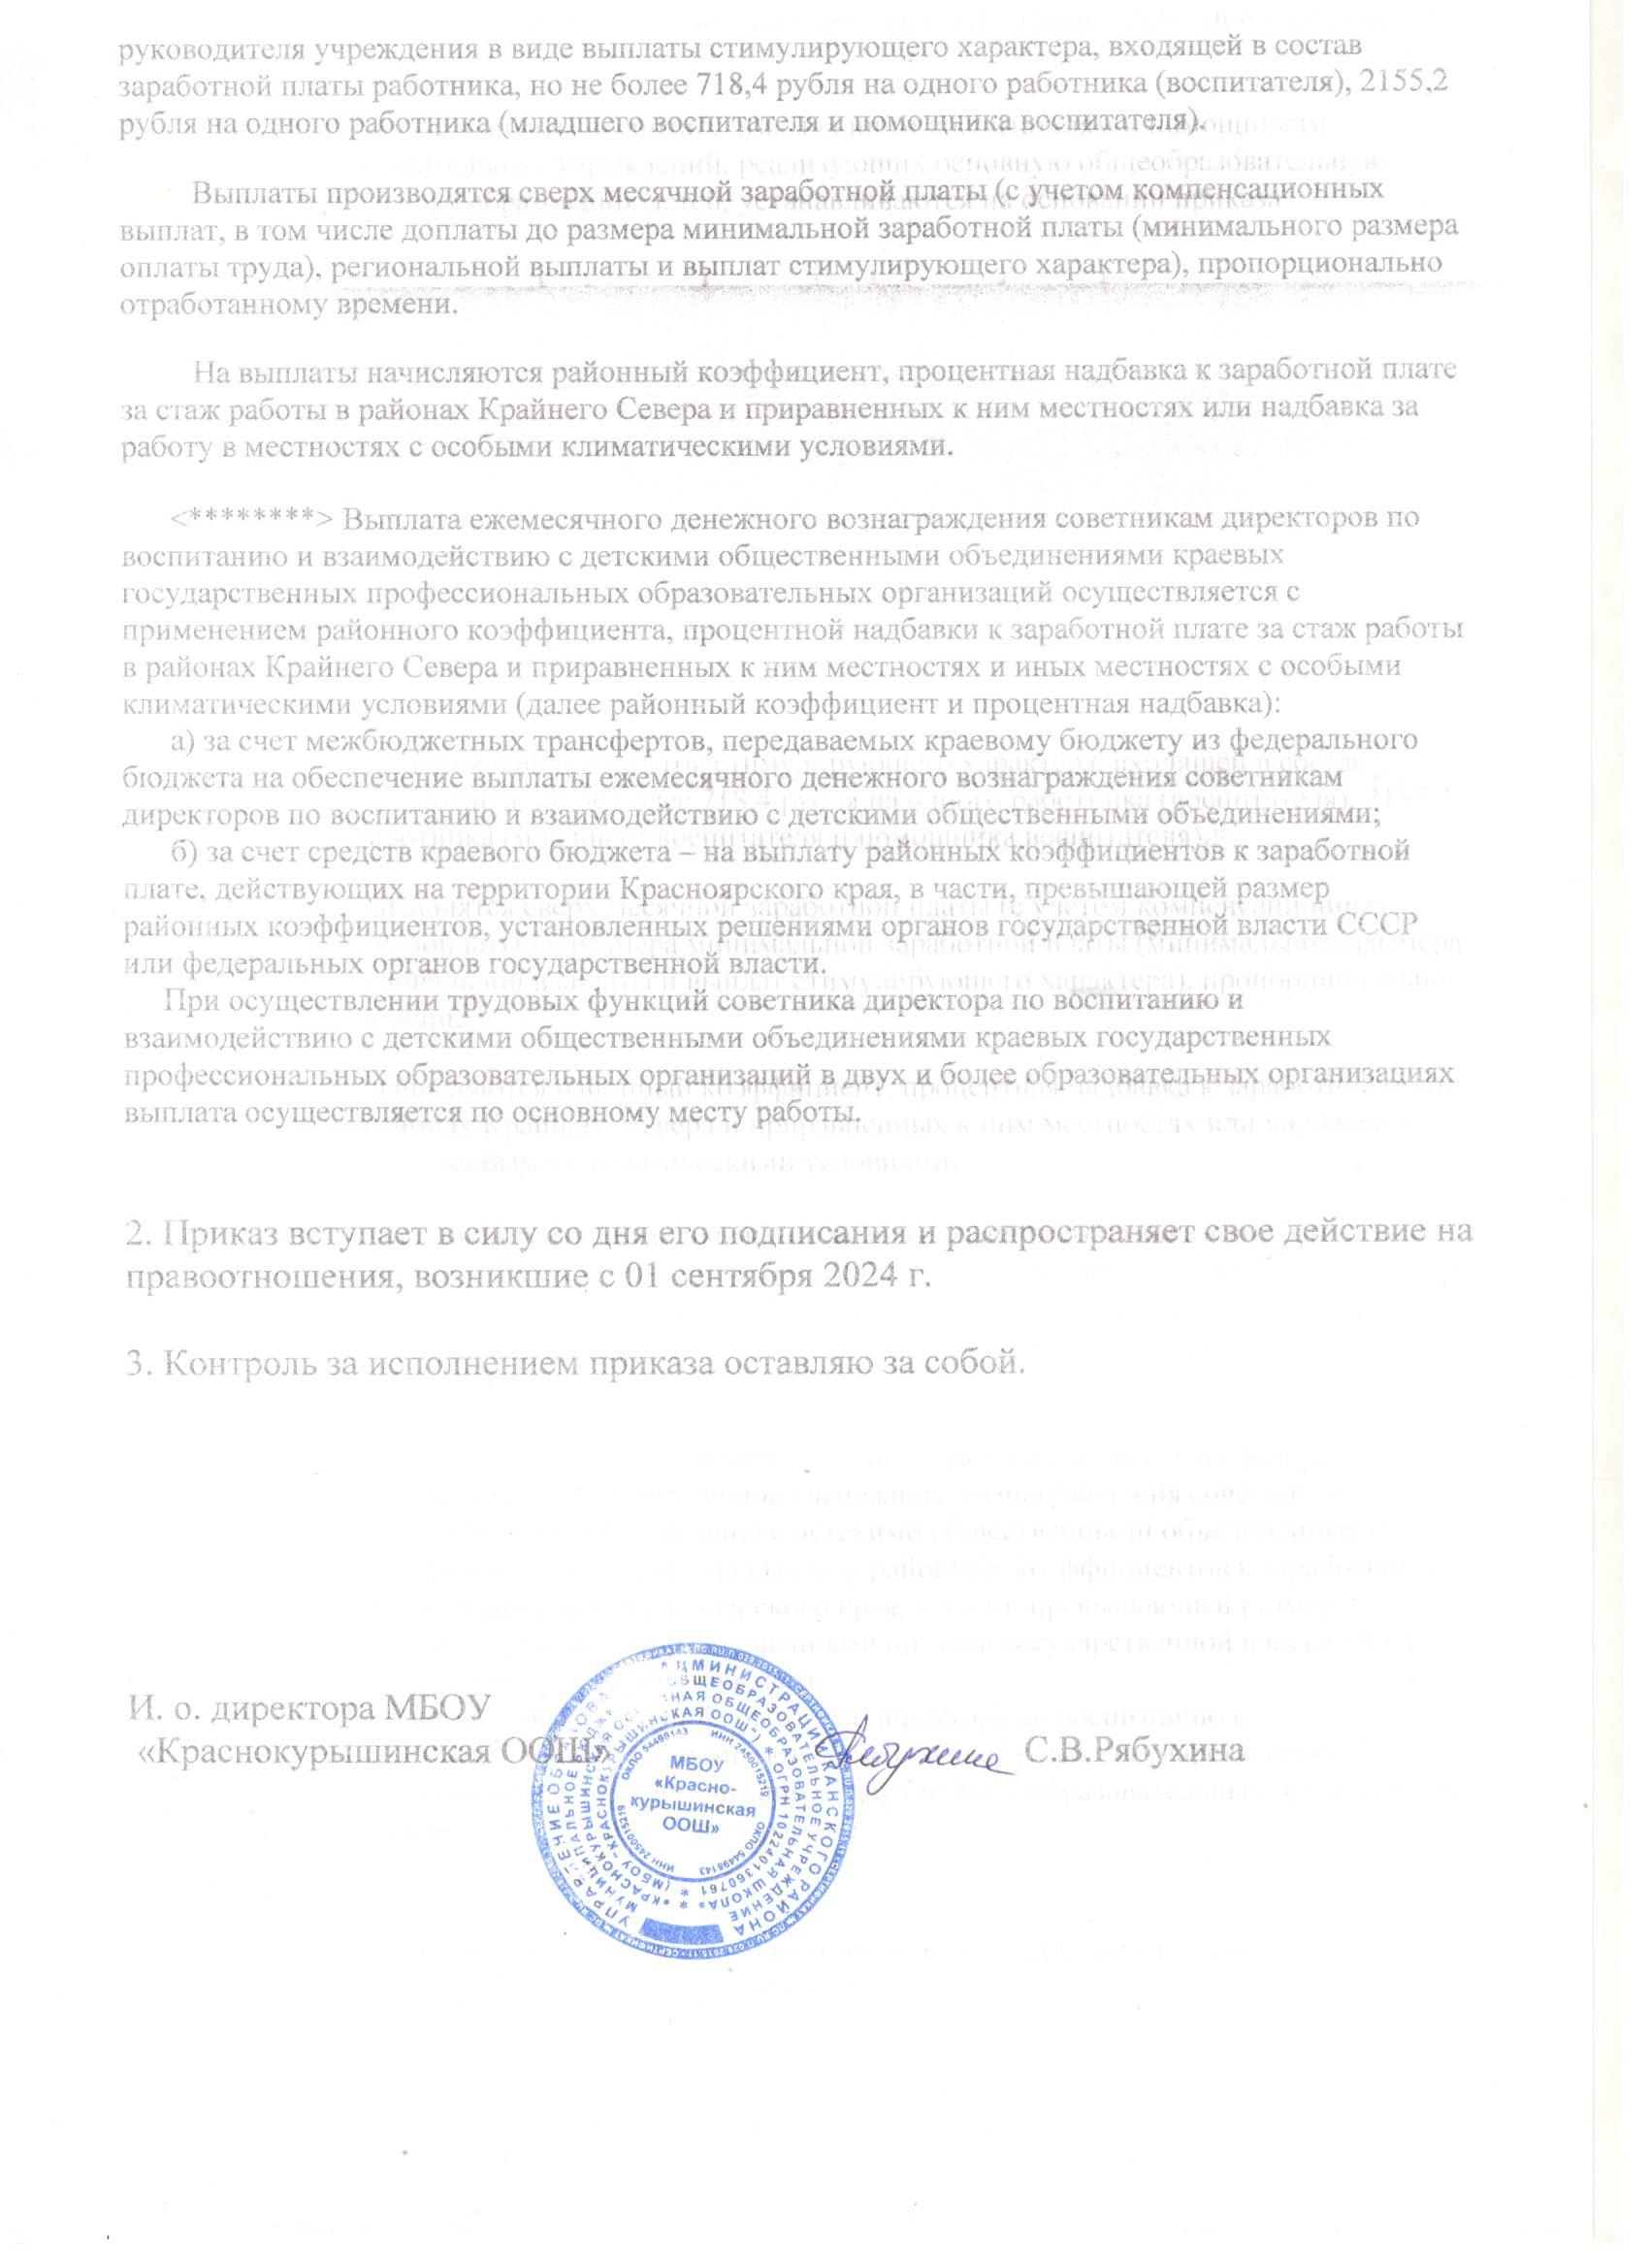 руководителя учреждения в виде выплаты стимулирующего характера, входящей в состав
заработной платы работника, но не более 718,4 рубля на одного работника (воспитателя), 2155,2
рубля на одного работника (младшего воспитателя и помощника воспитателя).
Выплаты производятся сверх месячной заработной платы (с учетом компенсационных
выплат, в том числе доплаты до размера минимальной заработной платы (минимального размера
оплаты труда), региональной выплаты и выплат стимулирующего характера), пропорционально
отработанному времени.
На выплаты начисляются районный коэффициент, процентная надбавка к заработной плате
за стаж работы в районах Крайнего Севера и приравненных к ним местностях или надбавка за
работу в местностях с особыми климатическими условиями.
<********> Выплата ежемесячного денежного вознаграждения советникам директоров по
воспитанию и взаимодействию с детскими общественными объединениями краевых
государственных профессиональных образовательных организаций осуществляется с
применением районного коэффициента, процентной надбавки к заработной плате за стаж работы
в районах Крайнего Севера и приравненных к ним местностях и иных местностях с особыми
климатическими условиями (далее районный коэффициент и процентная надбавка):
а) за счет межбюджетных трансфертов, передаваемых краевому бюджету из федерального
бюджета на обеспечение выплаты ежемесячного денежного вознаграждения советникам
директоров по воспитанию и взаимодействию с детскими общественными объединениями;
б) за счет средств краевого бюджета – на выплату районных коэффициентов к заработной
плате, действующих на территории Красноярского края, в части, превышающей размер
районных коэффициентов, установленных решениями органов государственной власти СССР
или федеральных органов государственной власти.
При осуществлении трудовых функций советника директора по воспитанию и
взаимодействию с детскими общественными объединениями краевых государственных
профессиональных образовательных организаций в двух и более образовательных организациях
выплата осуществляется по основному месту работы.
2. Приказ вступает в силу со дня его подписания и распространяет свое действие на
правоотношения, возникшие с 01 сентября 2024 г.
3. Контроль за исполнением приказа оставляю за собой.
И. о. директора МБОУ
«Краснокурышинская ООШ» С.В.Рябухина
МБОУ
«Красно-
курышинская
ООШ»
ОКПО 54498143 ИНН 2450015219
ОГРН 1022401360761